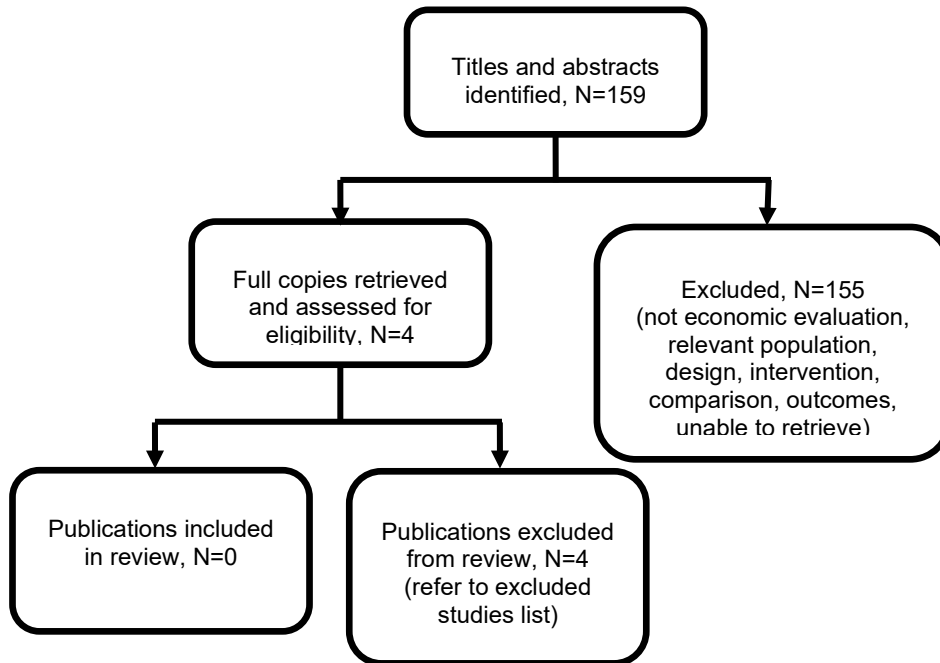 Titles and abstracts
identified, N=159
Full copies retrieved
and assessed for
eligibility, N=4
Excluded, N=155
(not economic evaluation,
relevant population,
design, intervention,
comparison, outcomes,
unable to retrieve)
Publications included
in review, N=0
Publications excluded
from review, N=4
(refer to excluded
studies list)